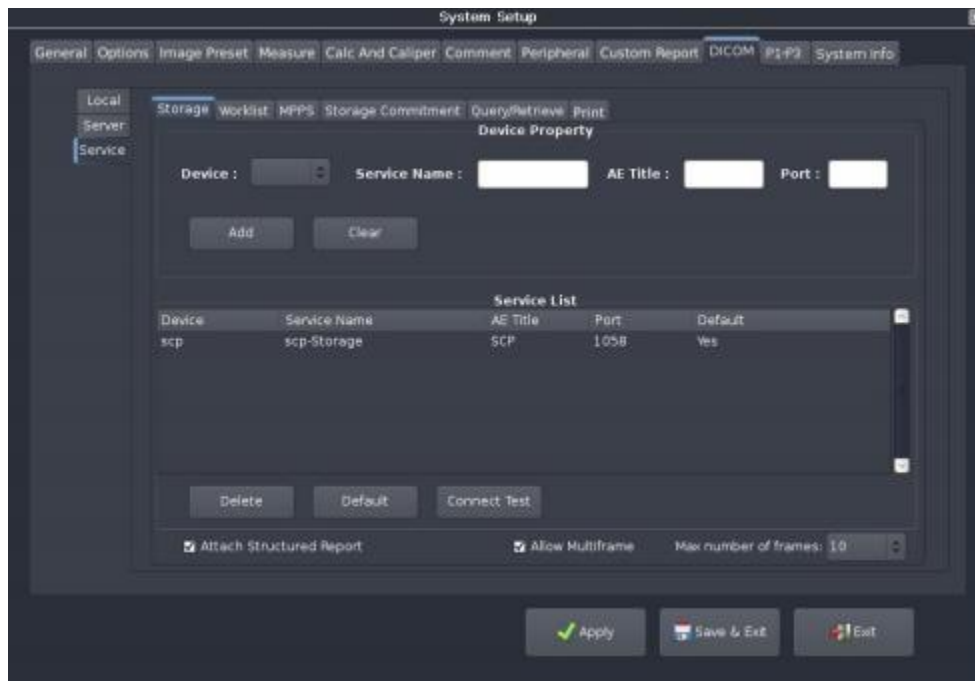 System Setup
General Options Image Preset Measure Calc And Caliper Comment Peripheral Custom Report DICOM P1-P3 System Info
Local
Server
Service
Storage Worklist MPPS Storage Commitment Query/Retrieve Print
Device Property
Device : Service Name : AE Title : Port :
Add Clear
Service List
Device Service Name AE Title Port Default
scp scp-Storage SCP 1058 Yes
Delete Default Connect Test
Attach Structured Report Allow Multiframe Max number of frames: 10
Apply Save & Exit Exit